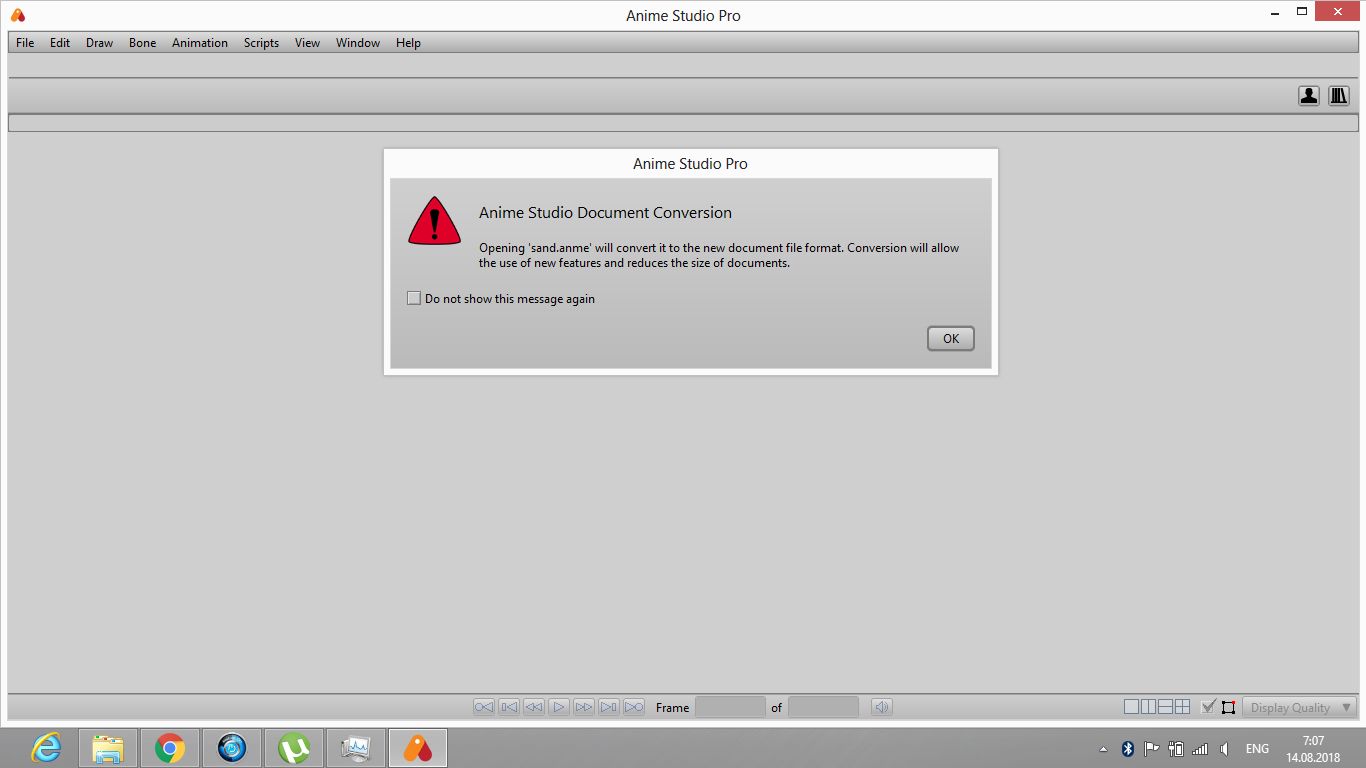 Anime Studio Pro
File Edit Draw Bone Animation Scripts View Window Help
Anime Studio Pro
Anime Studio Document Conversion
Opening 'sand.anme' will convert it to the new document file format. Conversion will allow
the use of new features and reduces the size of documents.
Do not show this message again
OK
Frame of Display Quality
ENG 7:07
14.08.2018